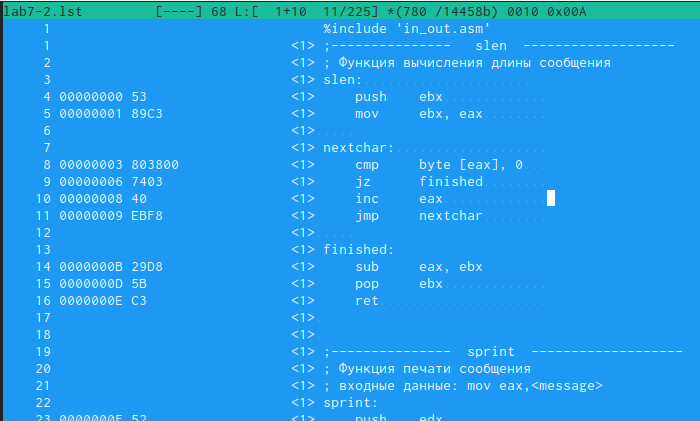 lab7-2.lst [----] 68 L:[ 1+10 11/225] *(780 /14458b) 0010 0x00A
1 %include 'in_out.asm'
1 <1> ;--------------- slen -------------------
2 <1> ; Функция вычисления длины сообщения
3 <1> slen:.....................
4 00000000 53 <1> push ebx.............
5 00000001 89C3 <1> mov ebx, eax........
6 <1> ....
7 <1> nextchar:...................
8 00000003 803800 <1> cmp byte [eax], 0...
9 00000006 7403 <1> jz finished........
10 00000008 40 <1> inc eax.............
11 00000009 EBF8 <1> jmp nextchar........
12 <1>.....
13 <1> finished:
14 0000000B 29D8 <1> sub eax, ebx
15 0000000D 5B <1> pop ebx.............
16 0000000E C3 <1> ret.....................
17 <1>.
18 <1>.
19 <1> ;--------------- sprint -------------------
20 <1> ; Функция печати сообщения
21 <1> ; входные данные: mov eax,<message>
22 <1> sprint:
23 0000000F 52 <1> push edx